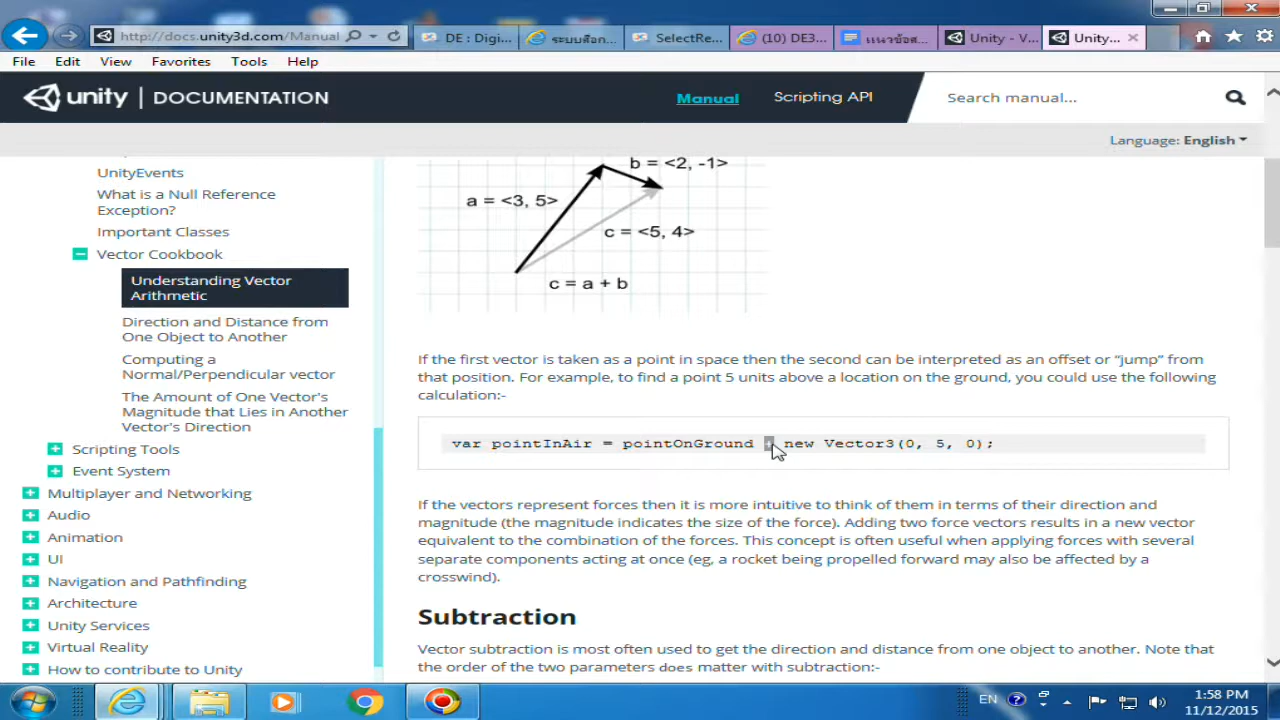 http://docs.unity3d.com/Manual
DE : Digi...
ระบบสือก...
SelectRe...
(10) DE3...
แนวข้อส...
Unity - V...
Unity...
File Edit View Favorites Tools Help
unity | DOCUMENTATION
Manual
Scripting API
Search manual...
Language: English
UnityEvents
What is a Null Reference
Exception?
Important Classes
Vector Cookbook
Understanding Vector
Arithmetic
Direction and Distance from
One Object to Another
Computing a
Normal/Perpendicular vector
The Amount of One Vector's
Magnitude that Lies in Another
Vector's Direction
Scripting Tools
Event System
Multiplayer and Networking
Audio
Animation
UI
Navigation and Pathfinding
Architecture
Unity Services
Virtual Reality
How to contribute to Unity
b = <2, -1>
a = <3, 5>
c = <5, 4>
c = a + b
If the first vector is taken as a point in space then the second can be interpreted as an offset or “jump” from
that position. For example, to find a point 5 units above a location on the ground, you could use the following
calculation:-
var pointInAir = pointOnGround + new Vector3(0, 5, 0);
If the vectors represent forces then it is more intuitive to think of them in terms of their direction and
magnitude (the magnitude indicates the size of the force). Adding two force vectors results in a new vector
equivalent to the combination of the forces. This concept is often useful when applying forces with several
separate components acting at once (eg, a rocket being propelled forward may also be affected by a
crosswind).
Subtraction
Vector subtraction is most often used to get the direction and distance from one object to another. Note that
the order of the two parameters does matter with subtraction:-
EN
1:58 PM
11/12/2015